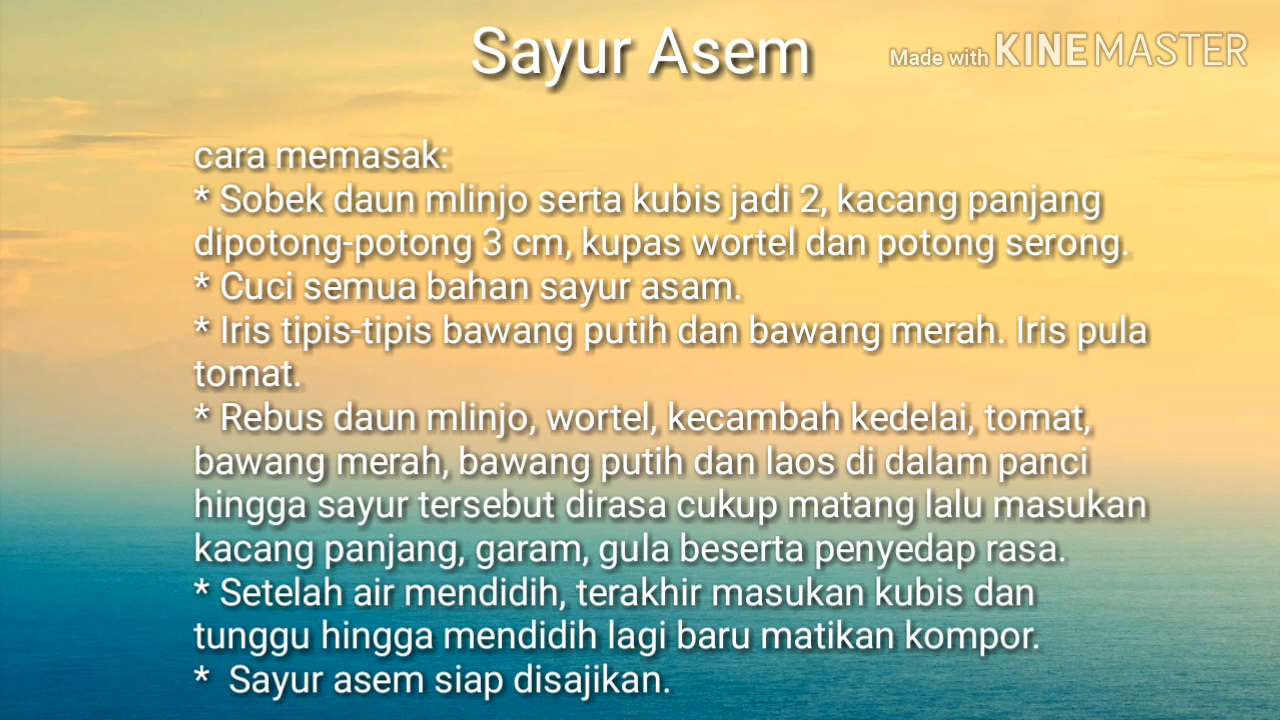 Sayur Asem
Made with KINEMASTER
cara memasak:
* Sobek daun mlinjo serta kubis jadi 2, kacang panjang
dipotong-potong 3 cm, kupas wortel dan potong serong.
* Cuci semua bahan sayur asam.
* Iris tipis-tipis bawang putih dan bawang merah. Iris pula
tomat.
* Rebus daun mlinjo, wortel, kecambah kedelai, tomat,
bawang merah, bawang putih dan laos di dalam panci
hingga sayur tersebut dirasa cukup matang lalu masukan
kacang panjang, garam, gula beserta penyedap rasa.
* Setelah air mendidih, terakhir masukan kubis dan
tunggu hingga mendidih lagi baru matikan kompor.
*  Sayur asem siap disajikan.